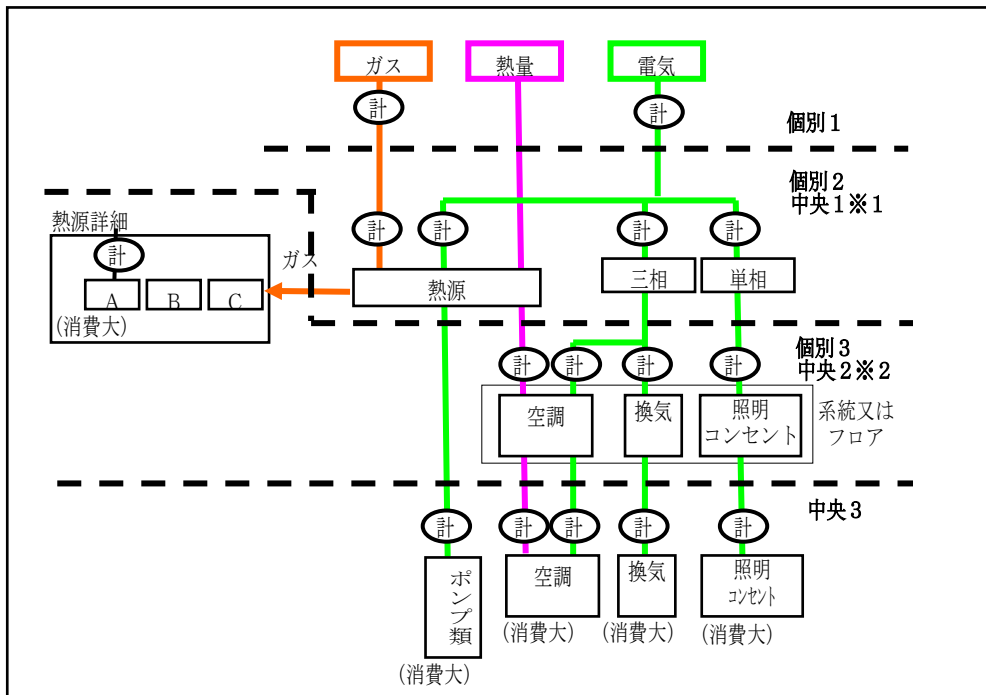 ガス
熱量
電気
計
計
個別1
個別2
中央1※1
熱源詳細
計
計
計
計
計
ガス
熱源
三相
単相
A
B
C
(消費大)
個別3
中央2※2
計
計
計
計
空調
換気
照明
コンセント
系統又は
フロア
中央3
計
計
計
計
計
ポンプ類
空調
換気
照明
コンセント
(消費大)
(消費大)
(消費大)
(消費大)